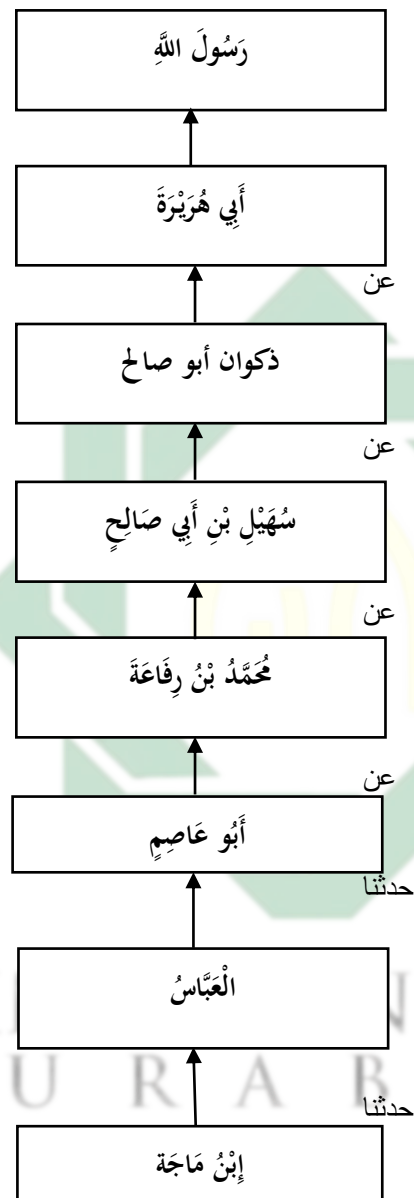 رَسُولَ اللَّهِ
أَبِي هُرَيْرَةَ
عن
ذكوان أبو صالح
عن
سُهَيْلِ بْنِ أَبِي صَالِحٍ
عن
مُحَمَّدُ بْنُ رِفَاعَةَ
عن
أَبُو عَاصِمٍ
حدثنا
الْعَبَّاسُ
حدثنا
U R A B
إِبْنُ مَاجَة